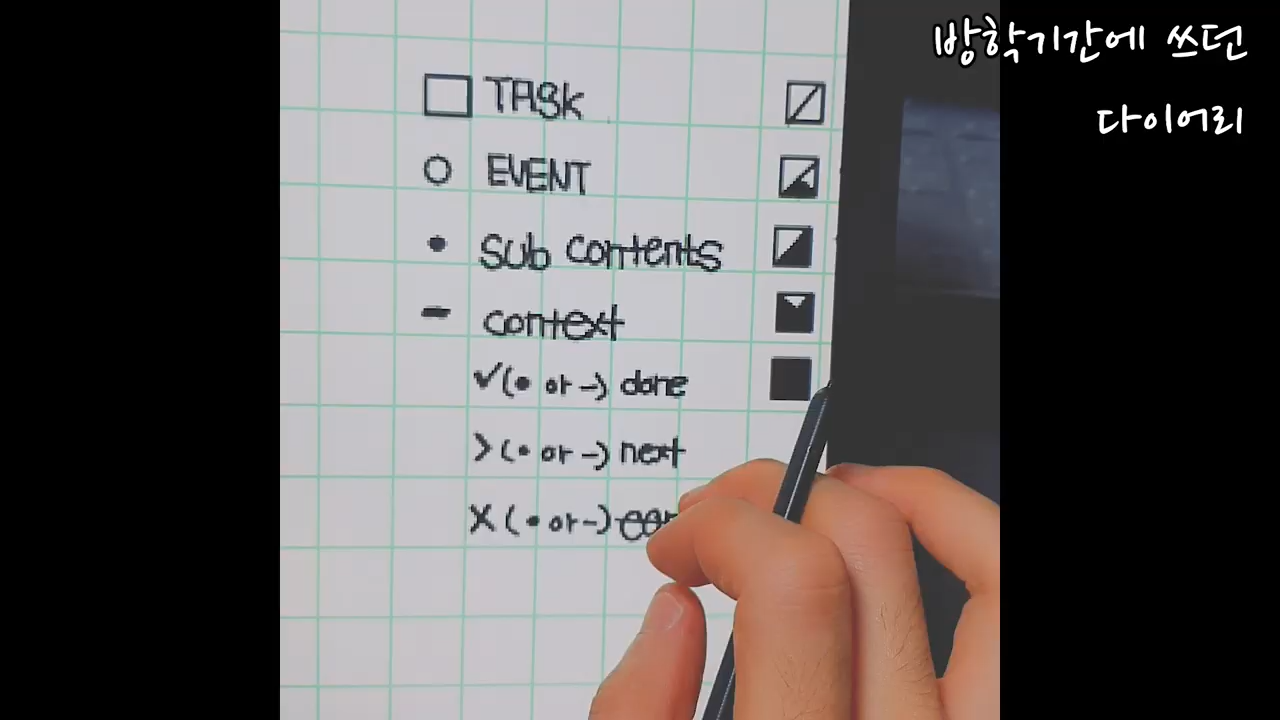 방학기간에 쓰던
다이어리
□ TASK
○ EVENT
• Sub contents
- context
✓(• or -) done
> (• or -) next
X (• or -)